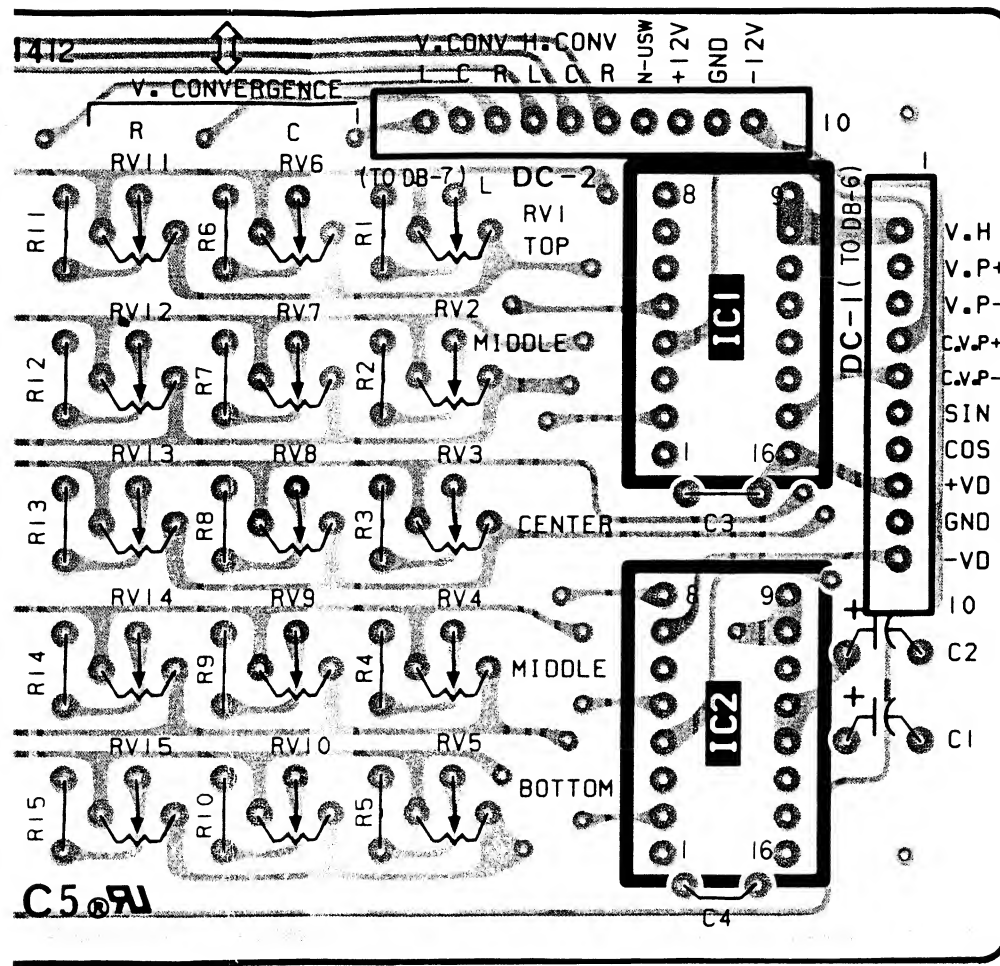 1412
V.CONV H.CONV
L C R L C R N-USW +12V GND -12V
V. CONVERGENCE
R C
10
RV11 RV6
(TO DB-7) L DC-2
RV1
TOP
R11 R6 R1
8 9
1
DC-1 (TO DB-6)
V.H
V.P+
V.P-
C.V.P+
C.V.P-
SIN
COS
+VD
GND
-VD
10
IC1
RV12 RV7 RV2
MIDDLE
R12 R7 R2
1 16
RV13 RV8 RV3
R13 R8 R3
CENTER
C3
RV14 RV9 RV4
8 9
R14 R9 R4
MIDDLE
IC2
+
C2
+
C1
RV15 RV10 RV5
BOTTOM
R15 R10 R5
1 16
C5 ® RU
C4